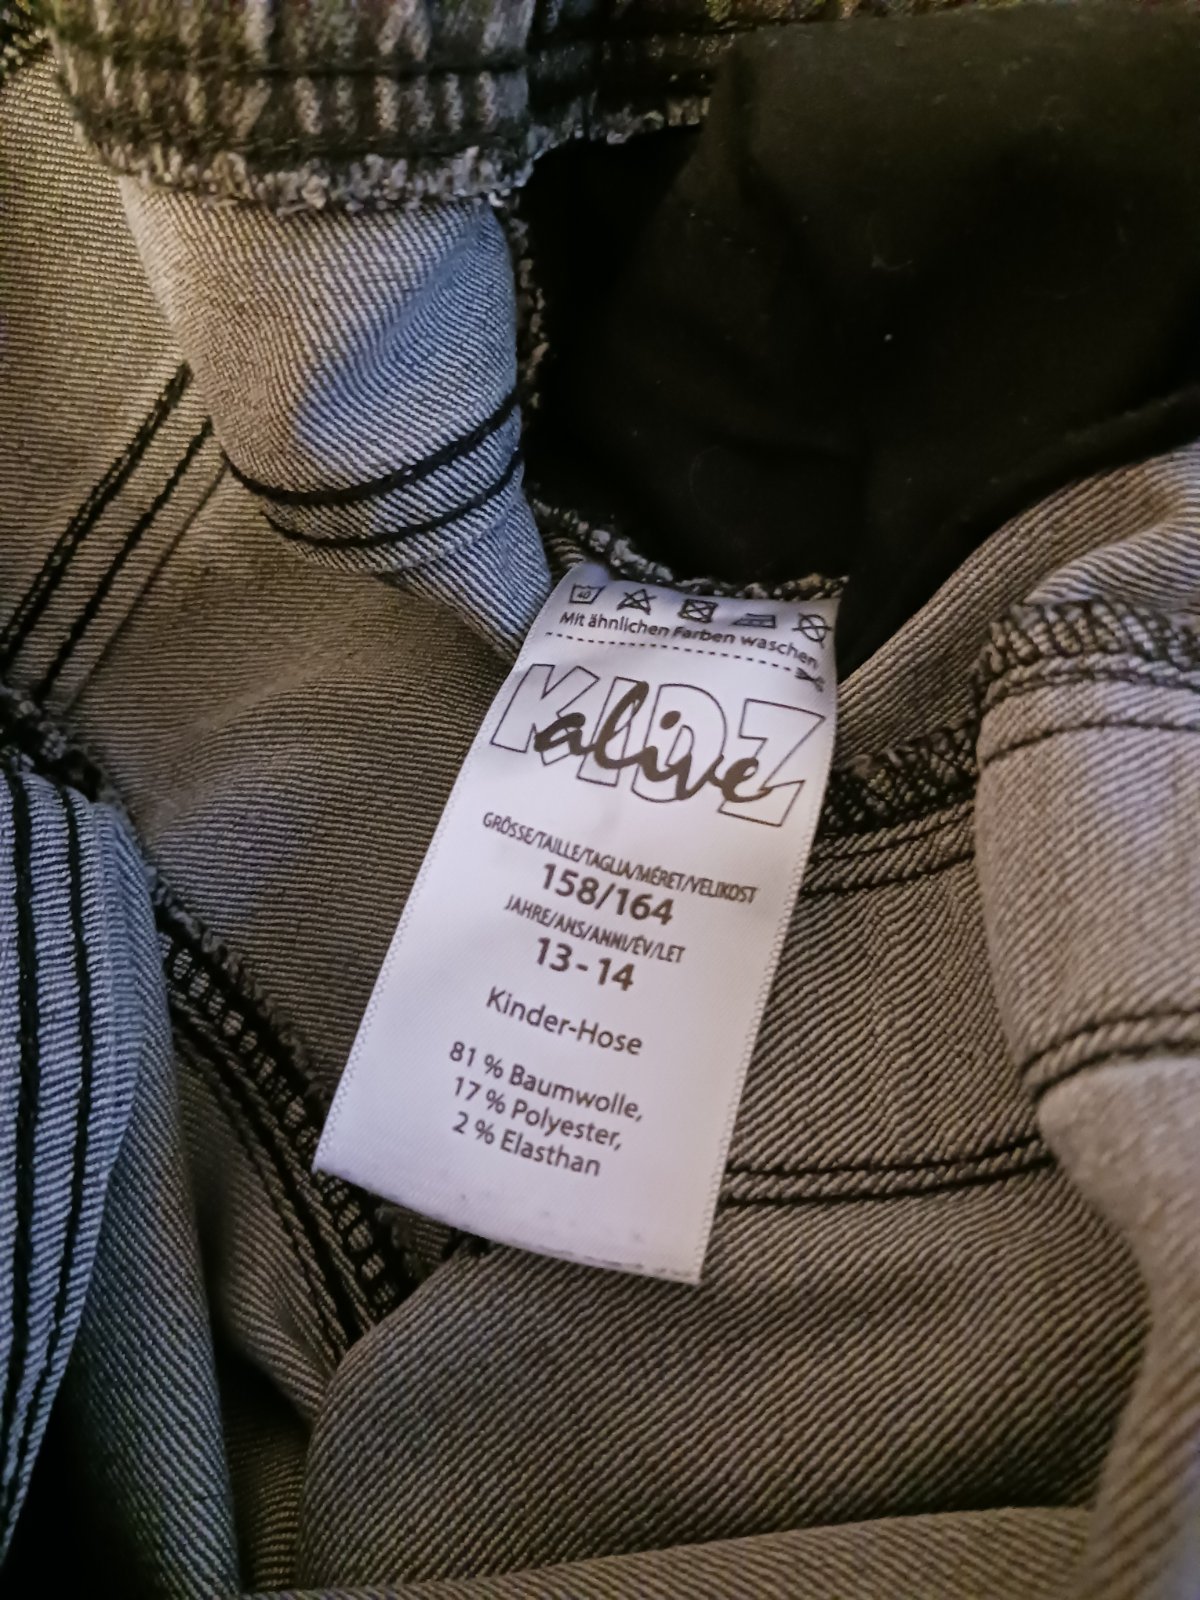 40
Mit ähnlichen Farben waschen
KIDZ
alive
GRÖSSE/TAILLE/TAGLIA/MÉRET/VELIKOST
158/164
JAHRE/ANS/ANNI/ÉV/LET
13-14
Kinder-Hose
81 % Baumwolle,
17 % Polyester,
2 % Elasthan